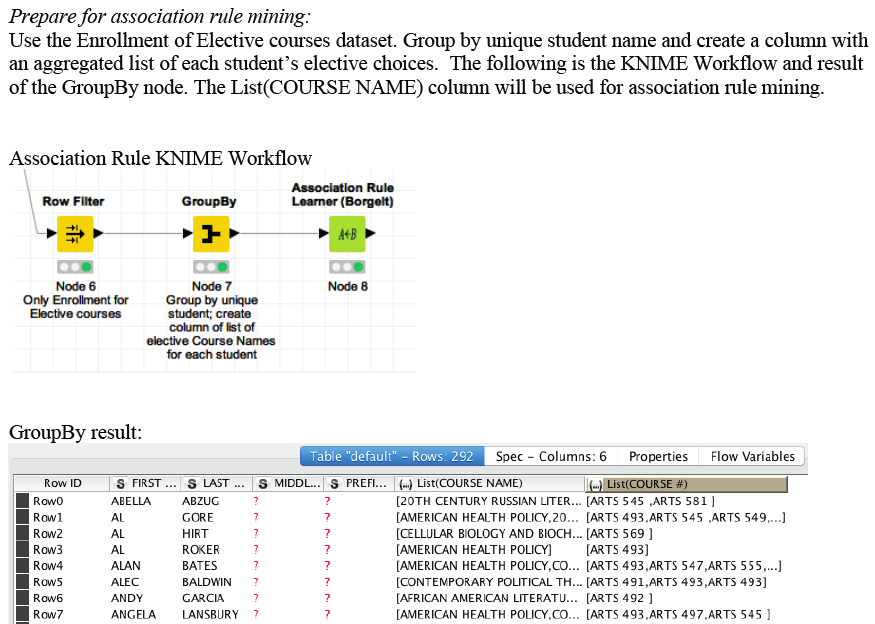 Prepare for association rule mining:
Use the Enrollment of Elective courses dataset. Group by unique student name and create a column with
an aggregated list of each student's elective choices.  The following is the KNIME Workflow and result
of the GroupBy node. The List(COURSE NAME) column will be used for association rule mining.
Association Rule KNIME Workflow
Row Filter
GroupBy
Association Rule
Learner (Borgelt)
A←B
Node 6
Only Enrollment for
Elective courses
Node 7
Group by unique
student; create
column of list of
elective Course Names
for each student
Node 8
GroupBy result:
Table "default" – Rows: 292 Spec – Columns: 6 Properties Flow Variables
Row ID S FIRST ... S LAST ... S MIDDL... S PREFI... {...} List(COURSE NAME) {...} List(COURSE #)
Row0 ABELLA ABZUG ? ? [20TH CENTURY RUSSIAN LITER... [ARTS 545 ,ARTS 581 ]
Row1 AL GORE ? ? [AMERICAN HEALTH POLICY,20... [ARTS 493,ARTS 545 ,ARTS 549,...]
Row2 AL HIRT ? ? [CELLULAR BIOLOGY AND BIOCH... [ARTS 569 ]
Row3 AL ROKER ? ? [AMERICAN HEALTH POLICY] [ARTS 493]
Row4 ALAN BATES ? ? [AMERICAN HEALTH POLICY,CO... [ARTS 493,ARTS 547,ARTS 555,...]
Row5 ALEC BALDWIN ? ? [CONTEMPORARY POLITICAL TH... [ARTS 491,ARTS 493,ARTS 493]
Row6 ANDY GARCIA ? ? [AFRICAN AMERICAN LITERATU... [ARTS 492 ]
Row7 ANGELA LANSBURY ? ? [AMERICAN HEALTH POLICY,CO... [ARTS 493,ARTS 497,ARTS 545 ]